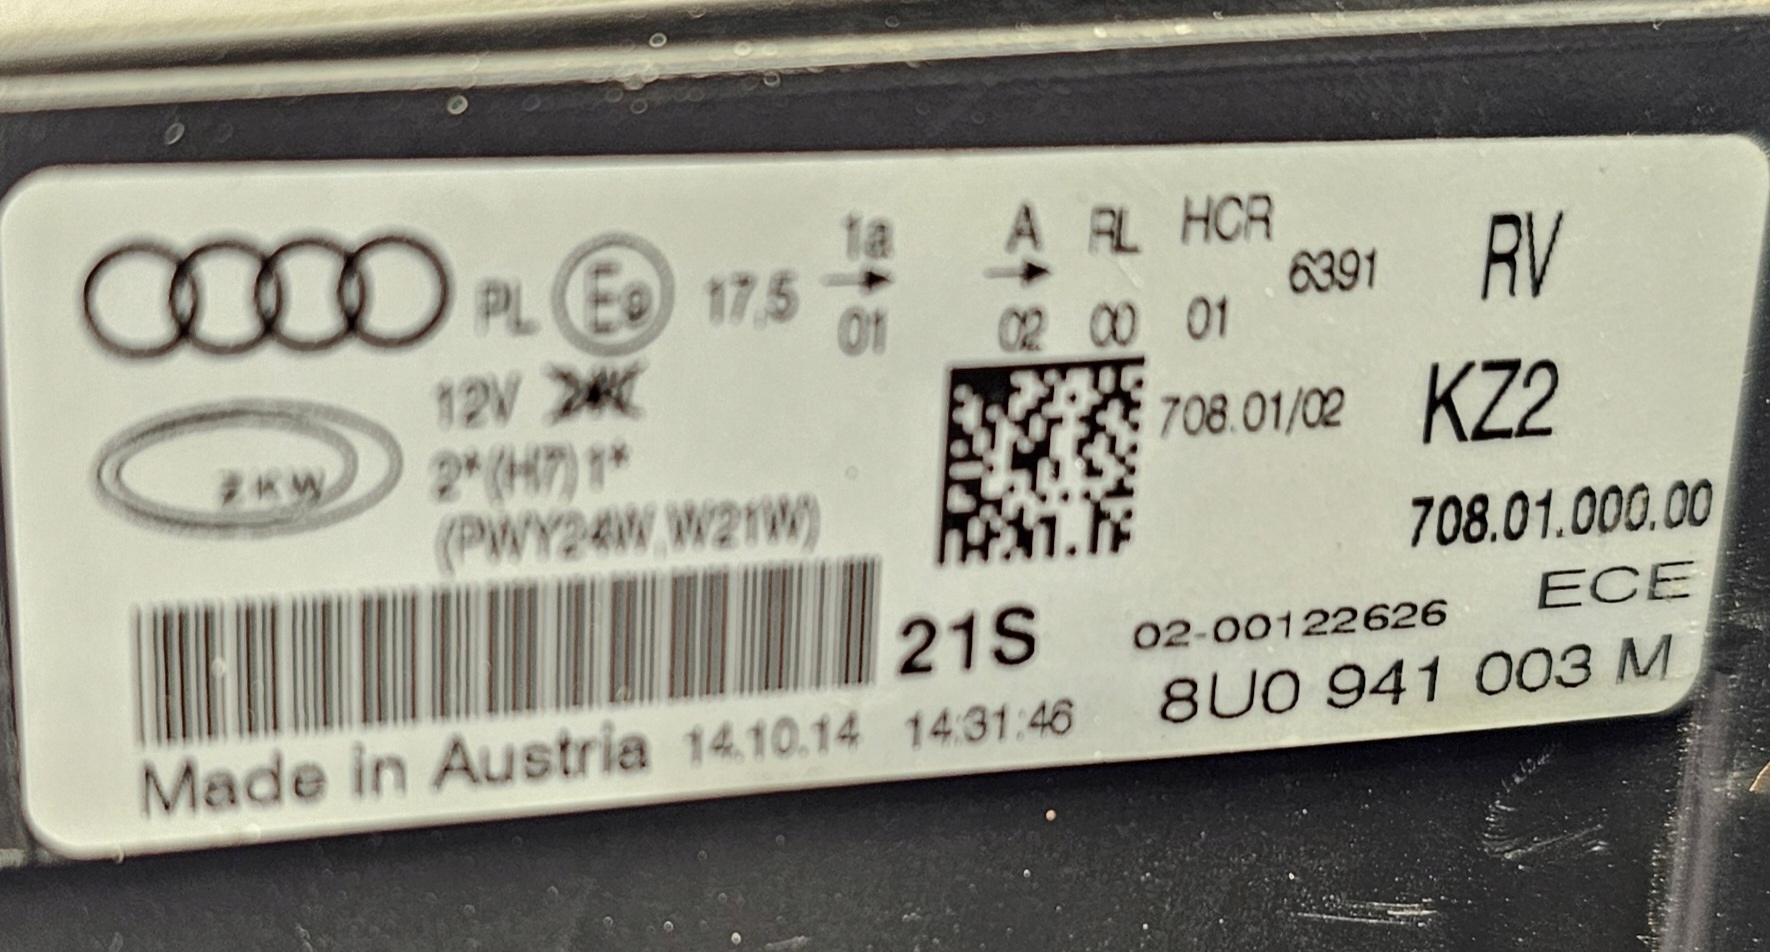 PL E9 17,5 1a → 01 A → 02 RL 00 HCR 01 6391 RV
ZKW
12V
2*(H7) 1*
(PWY24W,W21W)
708.01/02 KZ2
708.01.000.00
ECE
21S 02-00122626
8U0 941 003 M
Made in Austria 14.10.14 14:31:46